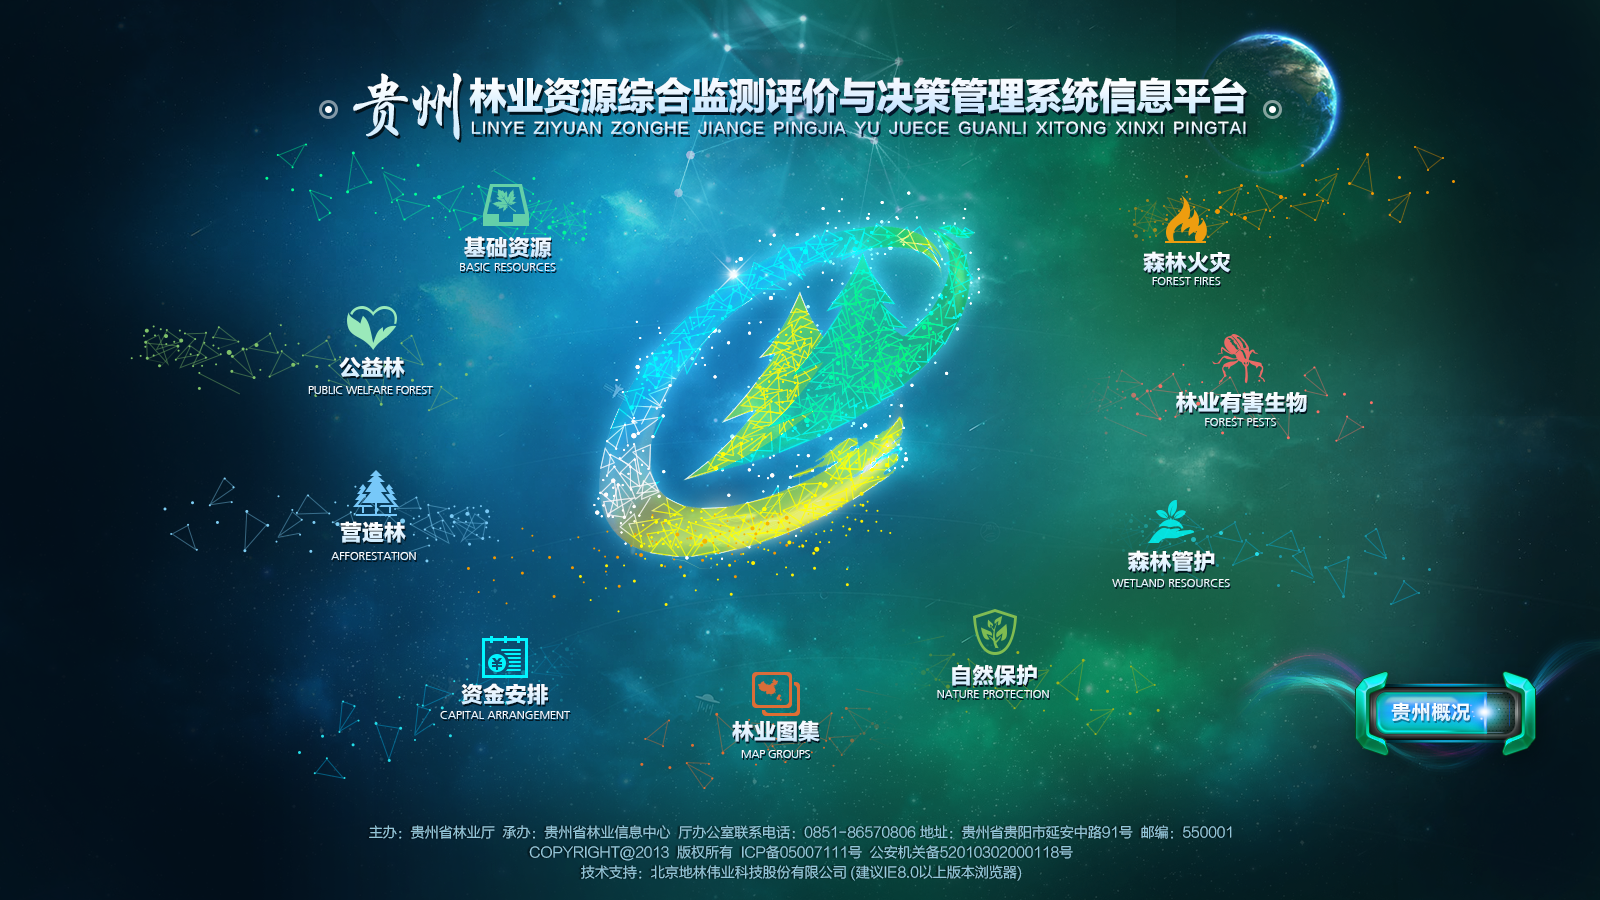 贵州林业资源综合监测评价与决策管理系统信息平台
LINYE ZIYUAN ZONGHE JIANCE PINGJIA YU JUECE GUANLI XITONG XINXI PINGTAI
基础资源
BASIC RESOURCES
森林火灾
FOREST FIRES
公益林
PUBLIC WELFARE FOREST
林业有害生物
FOREST PESTS
营造林
AFFORESTATION
森林管护
WETLAND RESOURCES
资金安排
CAPITAL ARRANGEMENT
自然保护
NATURE PROTECTION
林业图集
MAP GROUPS
贵州概况
主办：贵州省林业厅 承办：贵州省林业信息中心 厅办公室联系电话：0851-86570806 地址：贵州省贵阳市延安中路91号 邮编：550001
COPYRIGHT@2013 版权所有 ICP备05007111号 公安机关备52010302000118号
技术支持：北京地林伟业科技股份有限公司 (建议IE8.0以上版本浏览器)